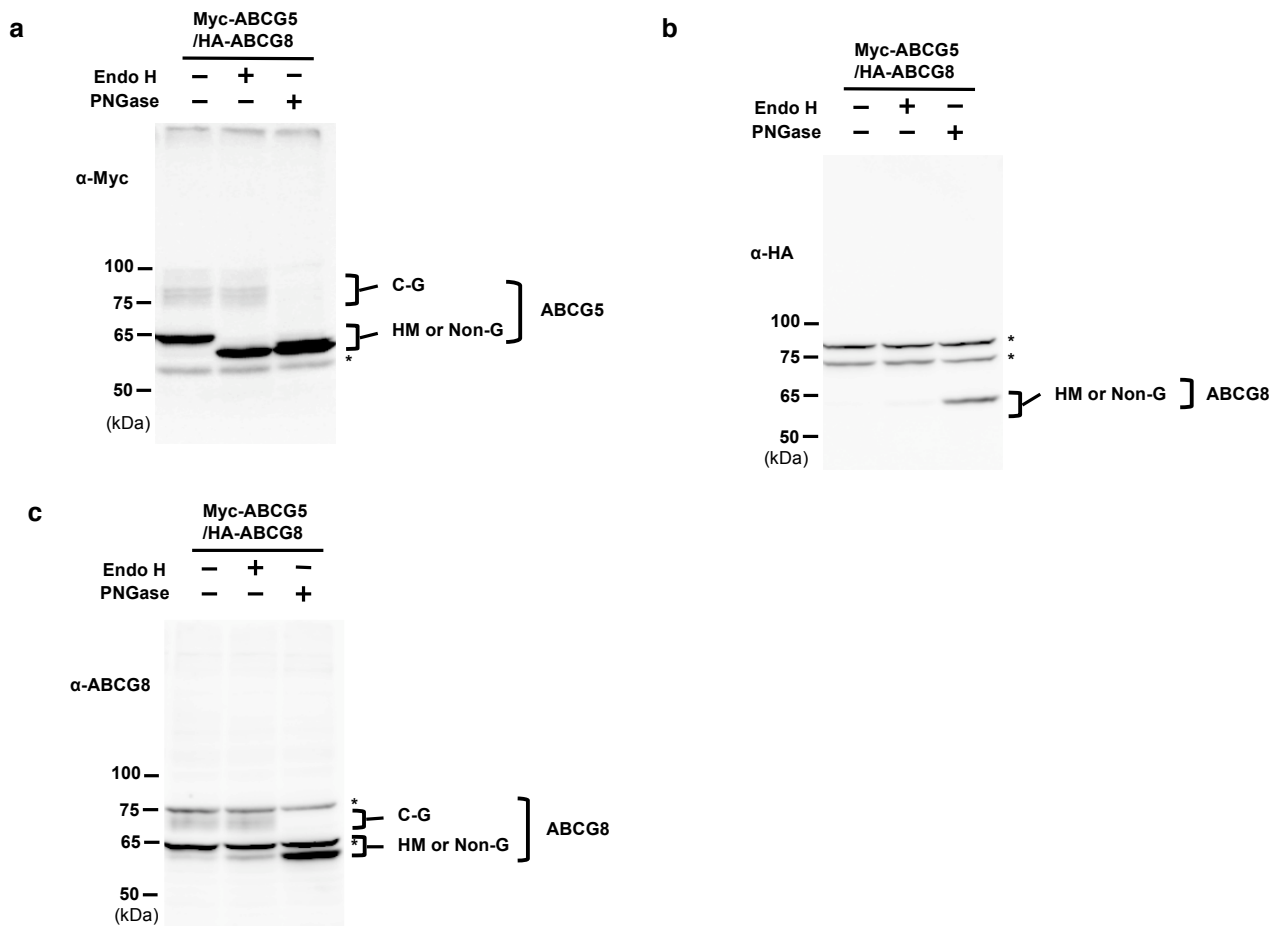 a
Myc-ABCG5
/HA-ABCG8
Endo H – + –
PNGase – – +
α-Myc
100
75
65
50
(kDa)
C-G
HM or Non-G
ABCG5
*
b
Myc-ABCG5
/HA-ABCG8
Endo H – + –
PNGase – – +
α-HA
100
75
65
50
(kDa)
*
*
HM or Non-G
ABCG8
c
Myc-ABCG5
/HA-ABCG8
Endo H – + –
PNGase – – +
α-ABCG8
100
75
65
50
(kDa)
*
C-G
*
HM or Non-G
ABCG8